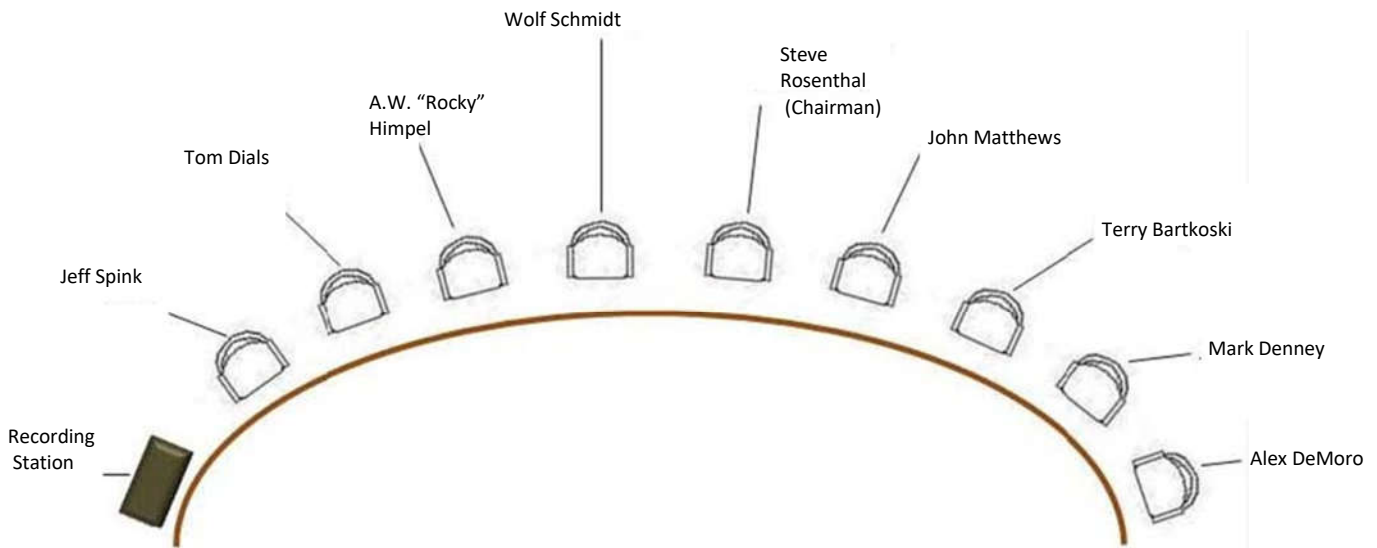 Wolf Schmidt
Steve
Rosenthal
(Chairman)
A.W. “Rocky”
Himpel
John Matthews
Tom Dials
Terry Bartkoski
Jeff Spink
Mark Denney
Recording
Station
Alex DeMoro